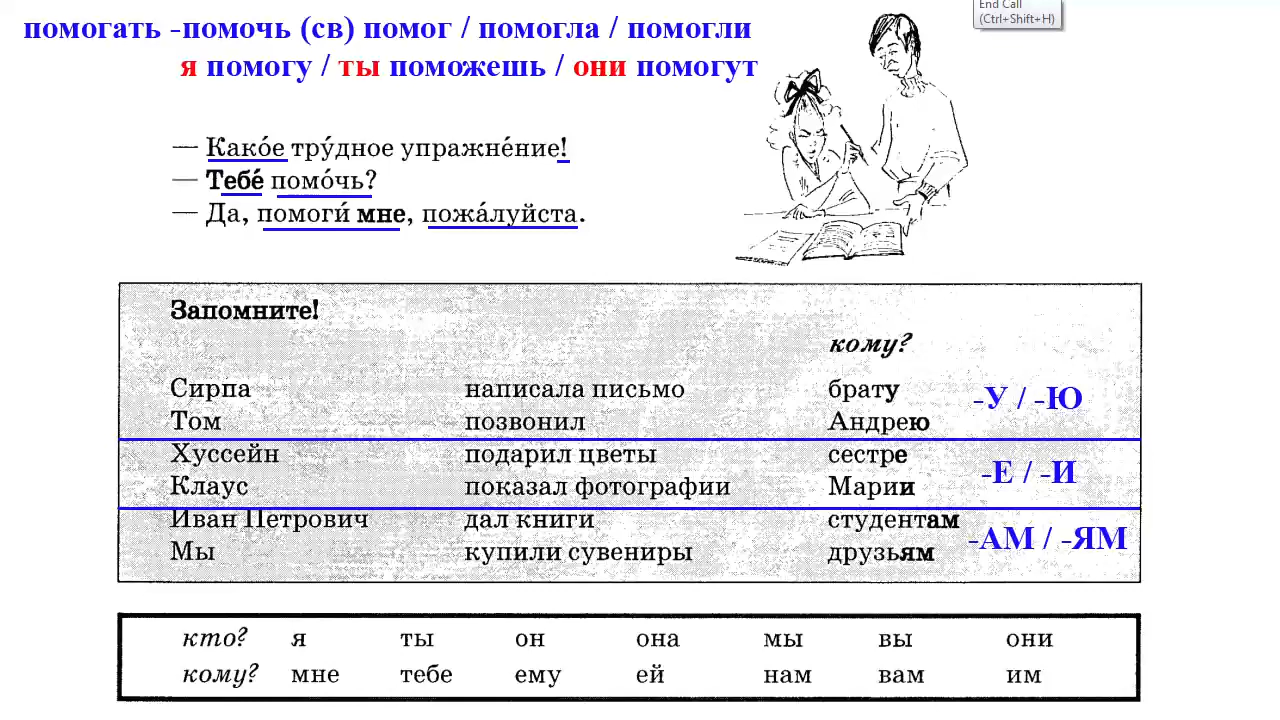 End Call
(Ctrl+Shift+H)
помогать -помочь (св) помог / помогла / помогли
я помогу / ты поможешь / они помогут
— Како́е тру́дное упражне́ние!
— Тебе́ помо́чь?
— Да, помоги́ мне, пожа́луйста.
Запомните!
кому?
Сирпа написала письмо брату
Том позвонил Андрею
-У / -Ю
Хуссейн подарил цветы сестре
Клаус показал фотографии Марии
-Е / -И
Иван Петрович дал книги студентам
Мы купили сувениры друзьям
-АМ / -ЯМ
кто? я ты он она мы вы они
кому? мне тебе ему ей нам вам им